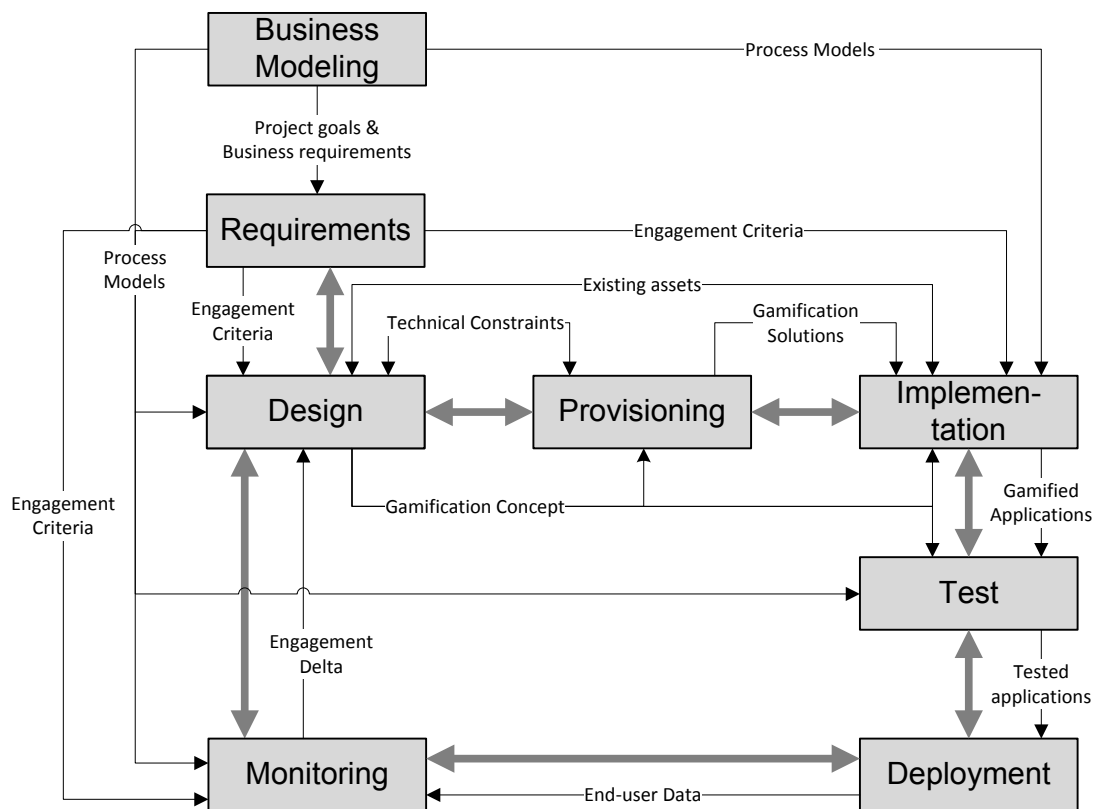 Business
Modeling
Process Models
Project goals &
Business requirements
Requirements
Engagement Criteria
Process
Models
Existing assets
Engagement
Criteria
Technical Constraints
Gamification
Solutions
Design
Provisioning
Implemen-
tation
Engagement
Criteria
Gamification Concept
Gamified
Applications
Test
Engagement
Delta
Tested
applications
Monitoring
Deployment
End-user Data